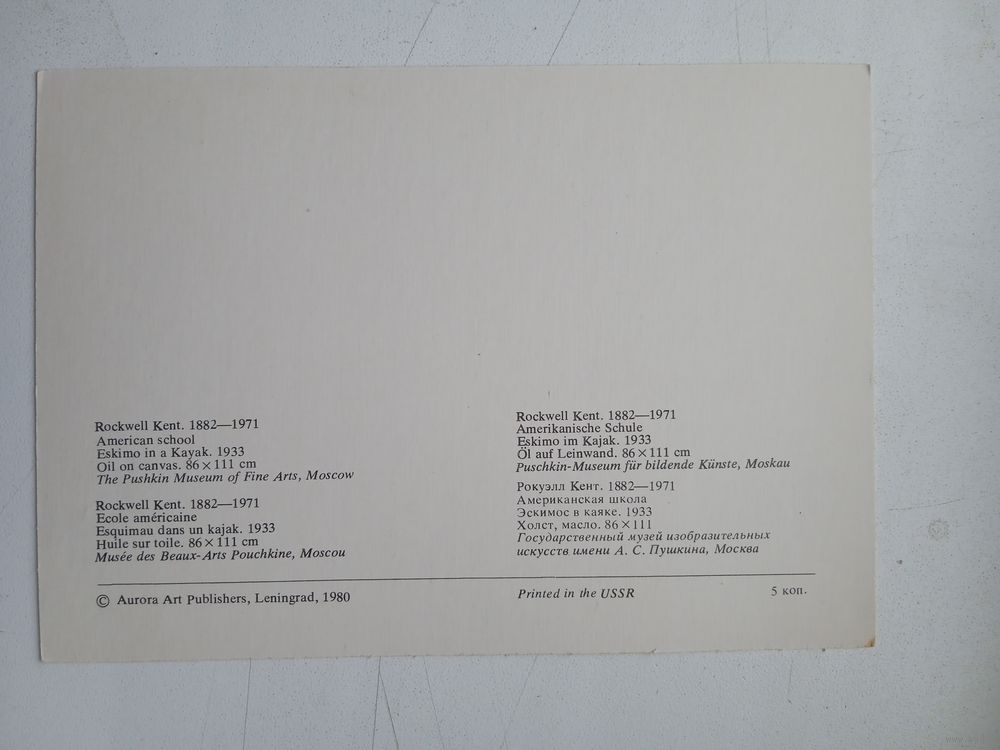 Rockwell Kent. 1882—1971
American school
Eskimo in a Kayak. 1933
Oil on canvas. 86 × 111 cm
The Pushkin Museum of Fine Arts, Moscow
Rockwell Kent. 1882—1971
Ecole américaine
Esquimau dans un kajak. 1933
Huile sur toile. 86 × 111 cm
Musée des Beaux-Arts Pouchkine, Moscou
Rockwell Kent. 1882—1971
Amerikanische Schule
Eskimo im Kajak. 1933
Öl auf Leinwand. 86 × 111 cm
Puschkin-Museum für bildende Künste, Moskau
Рокуэлл Кент. 1882—1971
Американская школа
Эскимос в каяке. 1933
Холст, масло. 86 × 111
Государственный музей изобразительных
искусств имени А. С. Пушкина, Москва
© Aurora Art Publishers, Leningrad, 1980
Printed in the USSR
5 коп.